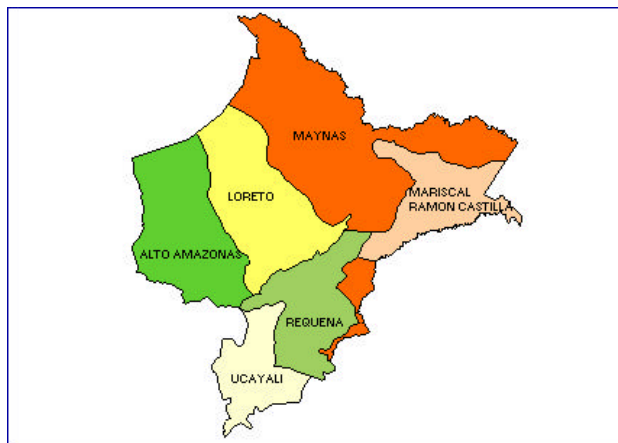 MAYNAS
MARISCAL
RAMON CASTILLA
LORETO
ALTO AMAZONAS
REQUENA
UCAYALI